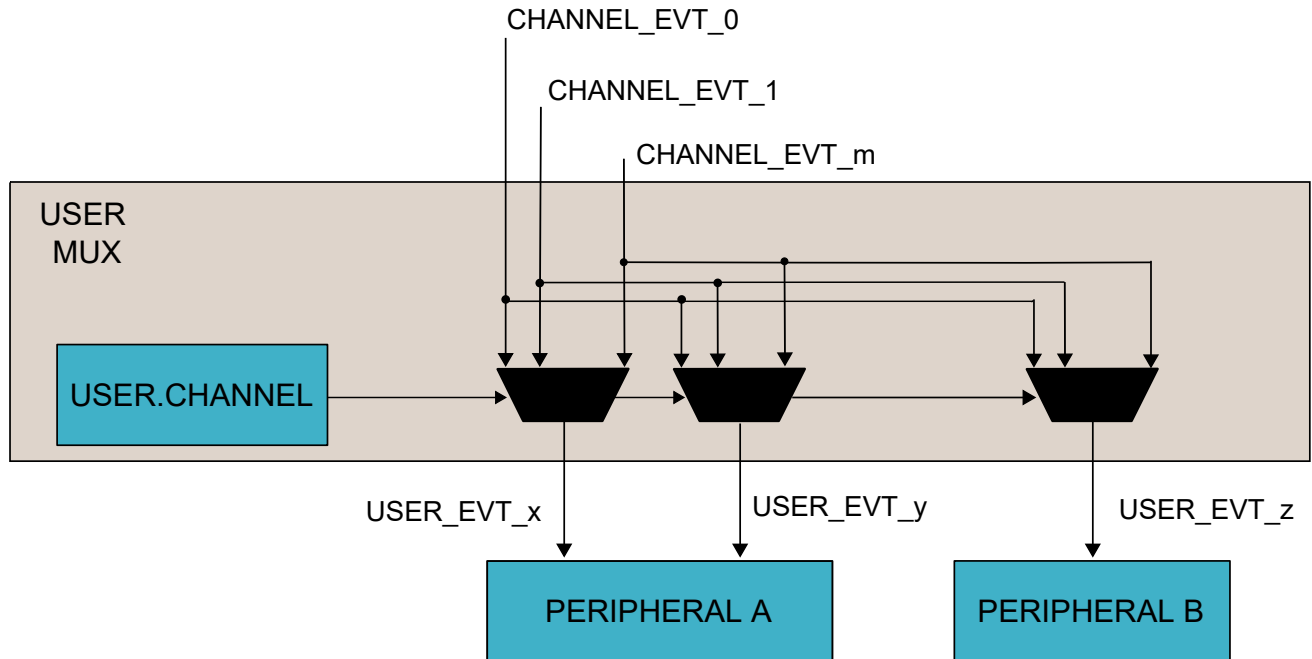 CHANNEL_EVT_0
CHANNEL_EVT_1
CHANNEL_EVT_m
USER
MUX
USER.CHANNEL
USER_EVT_x
USER_EVT_y
USER_EVT_z
PERIPHERAL A
PERIPHERAL B